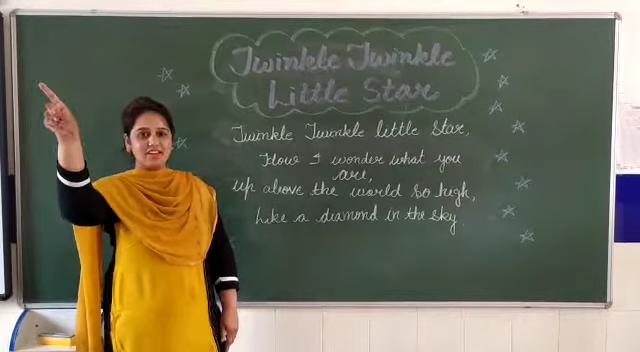 Twinkle Twinkle
Little Star
Twinkle Twinkle little Star,
How I wonder what you
are,
up above the world so high,
Like a diamond in the sky.